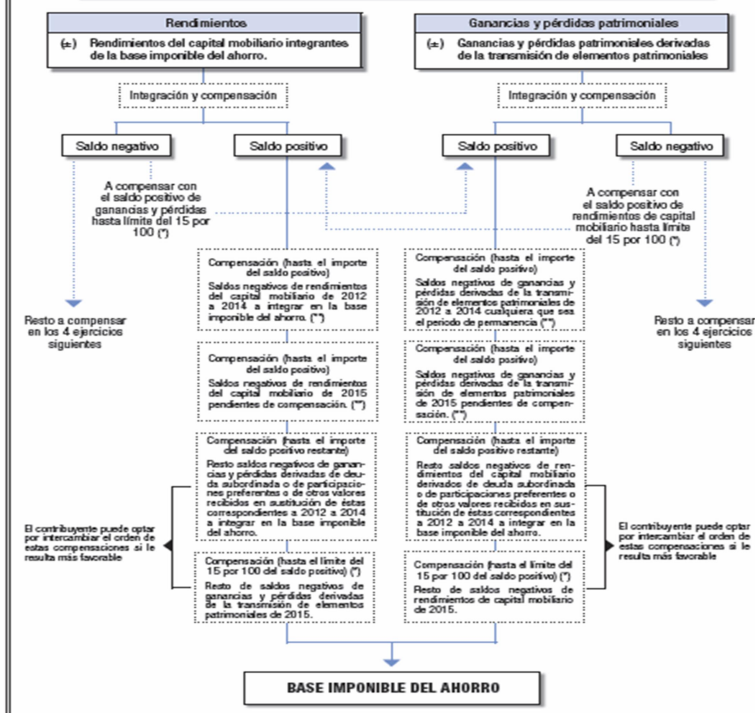 Rendimientos
(±) Rendimientos del capital mobiliario integrantes
de la base imponible del ahorro.
Ganancias y pérdidas patrimoniales
(±) Ganancias y pérdidas patrimoniales derivadas
de la transmisión de elementos patrimoniales
Integración y compensación
Integración y compensación
Saldo negativo
Saldo positivo
Saldo positivo
Saldo negativo
A compensar con
el saldo positivo de
ganancias y pérdidas
hasta límite del 15 por
100 (*)
A compensar con
el saldo positivo de
rendimientos de capital
mobiliario hasta límite
del 15 por 100 (*)
Resto a compensar
en los 4 ejercicios
siguientes
Compensación (hasta el importe
del saldo positivo)
Saldos negativos de rendimientos
del capital mobiliario de 2012
a 2014 a integrar en la base
imponible del ahorro. (**)
Compensación (hasta el importe
del saldo positivo)
Saldos negativos de ganancias y
pérdidas derivadas de la transmi-
sión de elementos patrimoniales de
2012 a 2014 cualquiera que sea
el periodo de permanencia (**)
Resto a compensar
en los 4 ejercicios
siguientes
Compensación (hasta el importe
del saldo positivo)
Saldos negativos de rendimientos
del capital mobiliario de 2015
pendientes de compensación. (**)
Compensación (hasta el importe
del saldo positivo)
Saldos negativos de ganancias y
pérdidas derivadas de la transmi-
sión de elementos patrimoniales
de 2015 pendientes de compen-
sación. (**)
Compensación (hasta el importe
del saldo positivo restante)
Resto saldos negativos de ganan-
cias y pérdidas derivadas de deu-
da subordinada o de participacio-
nes preferentes o de otros valores
recibidos en sustitución de éstas
correspondientes a 2012 a 2014
a integrar en la base imponible
del ahorro.
Compensación (hasta el importe
del saldo positivo restante)
Resto saldos negativos de ren-
dimientos del capital mobiliario
derivados de deuda subordinada
o de participaciones preferentes o
de otros valores recibidos en sus-
titución de éstas correspondientes
a 2012 a 2014 a integrar en la
base imponible del ahorro.
El contribuyente puede optar
por intercambiar el orden de
estas compensaciones si le
resulta más favorable
El contribuyente puede optar
por intercambiar el orden de
estas compensaciones si le
resulta más favorable
Compensación (hasta el límite del
15 por 100 del saldo positivo) (*)
Resto de saldos negativos de
ganancias y pérdidas derivadas
de la transmisión de elementos
patrimoniales de 2015.
Compensación (hasta el límite del
15 por 100 del saldo positivo) (*)
Resto de saldos negativos de
rendimientos de capital mobiliario
de 2015.
BASE IMPONIBLE DEL AHORRO